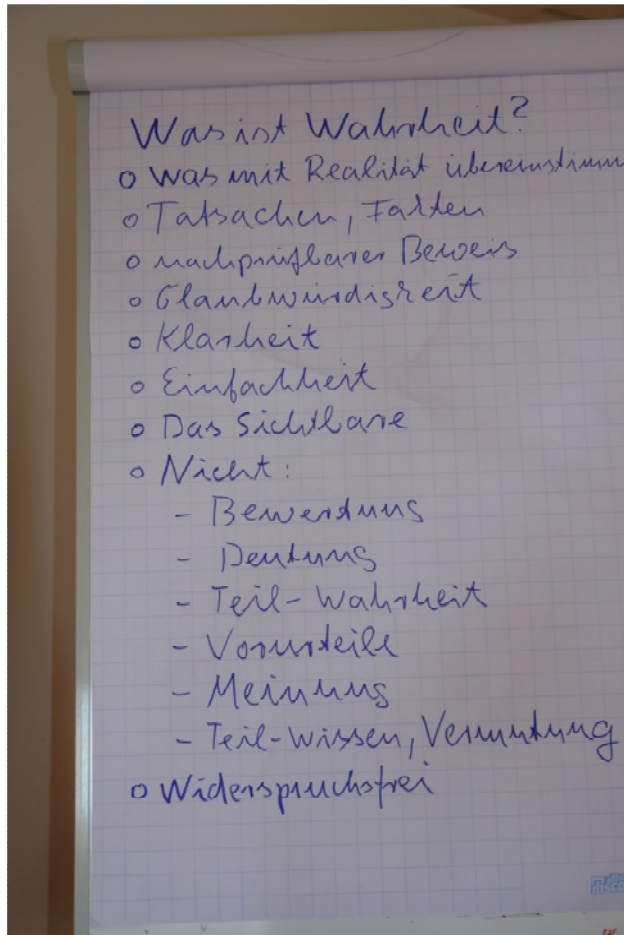 Was ist Wahrheit?
o Was mit Realität übereinstimm
o Tatsachen, Fakten
o nachprüfbarer Beweis
o Glaubwürdigkeit
o Klarheit
o Einfachheit
o Das Sichtbare
o Nicht:
- Bewertung
- Deutung
- Teil-Wahrheit
- Vorurteile
- Meinung
- Teil-Wissen, Vermutung
o Widerspruchsfrei